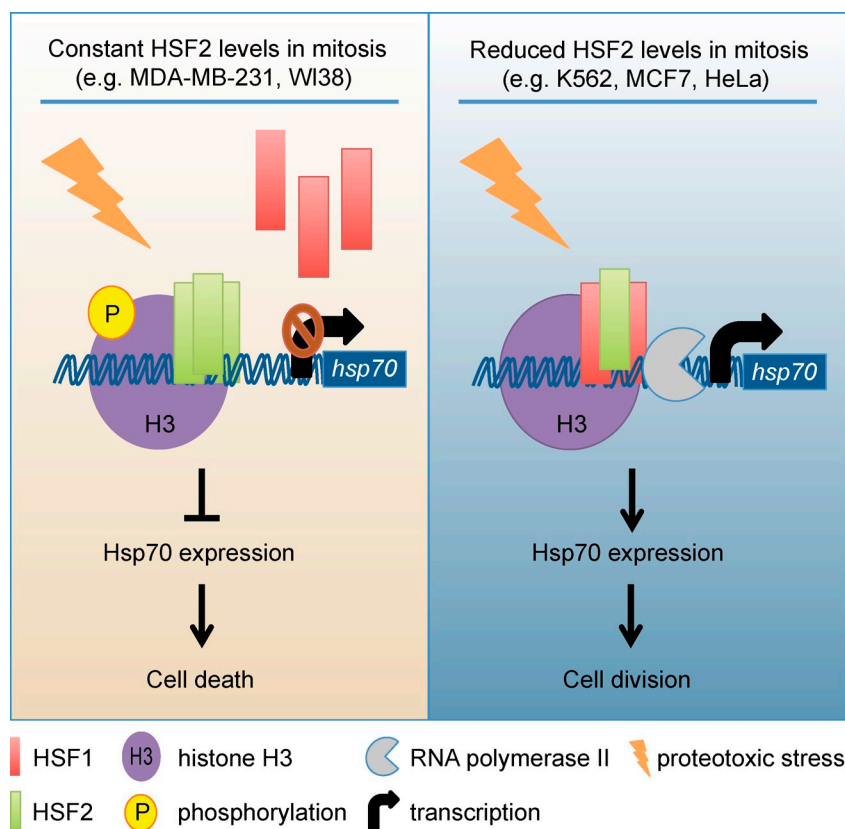 Constant HSF2 levels in mitosis
(e.g. MDA-MB-231, WI38)
P
H3
hsp70
Hsp70 expression
Cell death
Reduced HSF2 levels in mitosis
(e.g. K562, MCF7, HeLa)
H3
hsp70
Hsp70 expression
Cell division
HSF1
H3 histone H3
RNA polymerase II
proteotoxic stress
HSF2
P phosphorylation
transcription